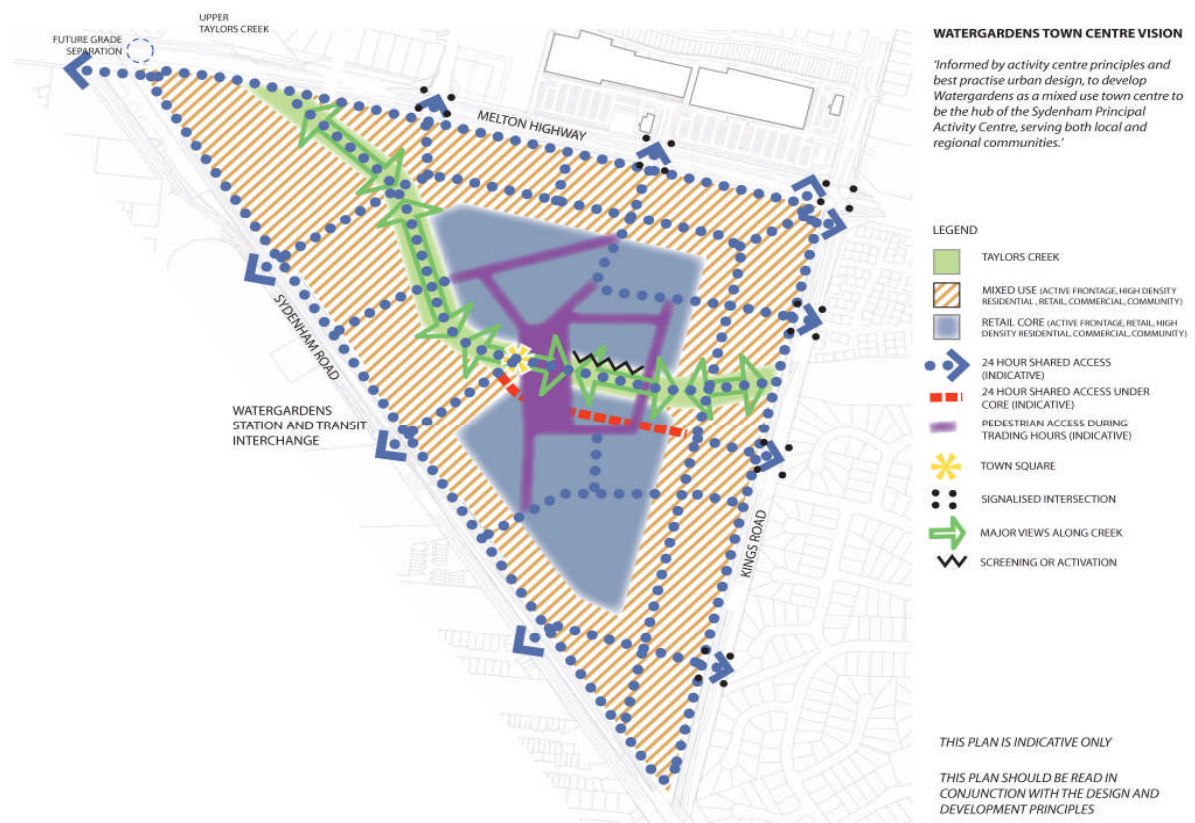 UPPER
TAYLORS CREEK
FUTURE GRADE
SEPARATION
MELTON HIGHWAY
SYDENHAM ROAD
WATERGARDENS
STATION AND TRANSIT
INTERCHANGE
KINGS ROAD
WATERGARDENS TOWN CENTRE VISION
'Informed by activity centre principles and
best practise urban design, to develop
Watergardens as a mixed use town centre to
be the hub of the Sydenham Principal
Activity Centre, serving both local and
regional communities.'
LEGEND
TAYLORS CREEK
MIXED USE (ACTIVE FRONTAGE, HIGH DENSITY
RESIDENTIAL , RETAIL, COMMERCIAL, COMMUNITY)
RETAIL CORE (ACTIVE FRONTAGE, RETAIL, HIGH
DENSITY RESIDENTIAL, COMMERCIAL, COMMUNITY)
24 HOUR SHARED ACCESS
(INDICATIVE)
24 HOUR SHARED ACCESS UNDER
CORE (INDICATIVE)
PEDESTRIAN ACCESS DURING
TRADING HOURS (INDICATIVE)
TOWN SQUARE
SIGNALISED INTERSECTION
MAJOR VIEWS ALONG CREEK
SCREENING OR ACTIVATION
THIS PLAN IS INDICATIVE ONLY
THIS PLAN SHOULD BE READ IN
CONJUNCTION WITH THE DESIGN AND
DEVELOPMENT PRINCIPLES